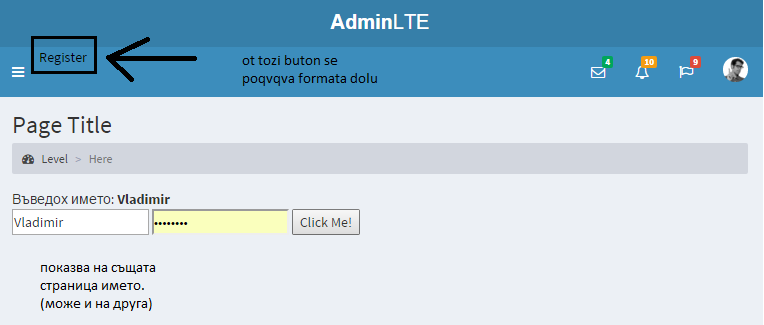 AdminLTE
Register
ot tozi buton se
poqvqva formata dolu
4
10
9
Page Title
Level > Here
Въведох името: Vladimir
Vladimir •••••••• Click Me!
показва на същата
страница името.
(може и на друга)